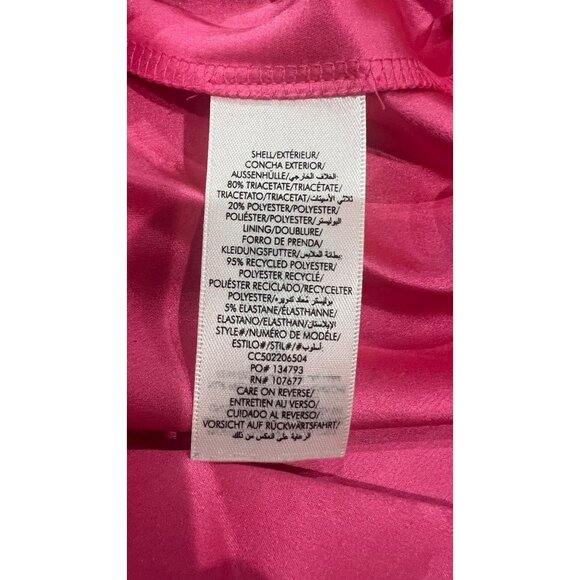 SHELL/EXTÉRIEUR/
CONCHA EXTERIOR/
AUSSENHÜLLE/الغلاف الخارجي/
80% TRIACETATE/TRIACÉTATE/
TRIACETATO/TRIACETAT/ثلاثي الأسيتات/
20% POLYESTER/POLYESTER/
POLIÉSTER/POLYESTER/البوليستر/
LINING/DOUBLURE/
FORRO DE PRENDA/
KLEIDUNGSFUTTER/بطانة الملابس/
95% RECYCLED POLYESTER/
POLYESTER RECYCLÉ/
POLIÉSTER RECICLADO/RECYCELTER
POLYESTER/بوليستر مُعاد تدويره/
5% ELASTANE/ÉLASTHANNE/
ELASTANO/ELASTHAN/الإيلاستان/
STYLE#/NUMÉRO DE MODÈLE/
ESTILO#/STIL#/أسلوب#/
CC502206504
PO# 134793
RN# 107677
CARE ON REVERSE/
ENTRETIEN AU VERSO/
CUIDADO AL REVERSO/
VORSICHT AUF RÜCKWÄRTSFAHRT/
الرعاية على العكس من ذلك